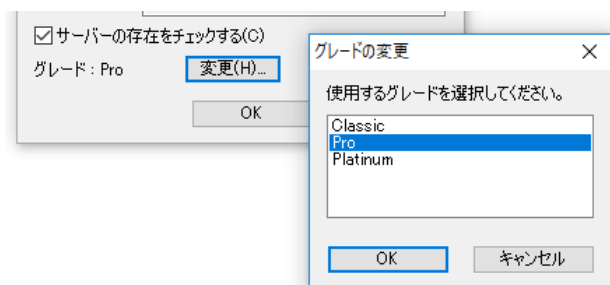 サーバーの存在をチェックする(C)
グレード : Pro
変更(H)...
OK
グレードの変更
使用するグレードを選択してください。
Classic
Pro
Platinum
OK
キャンセル